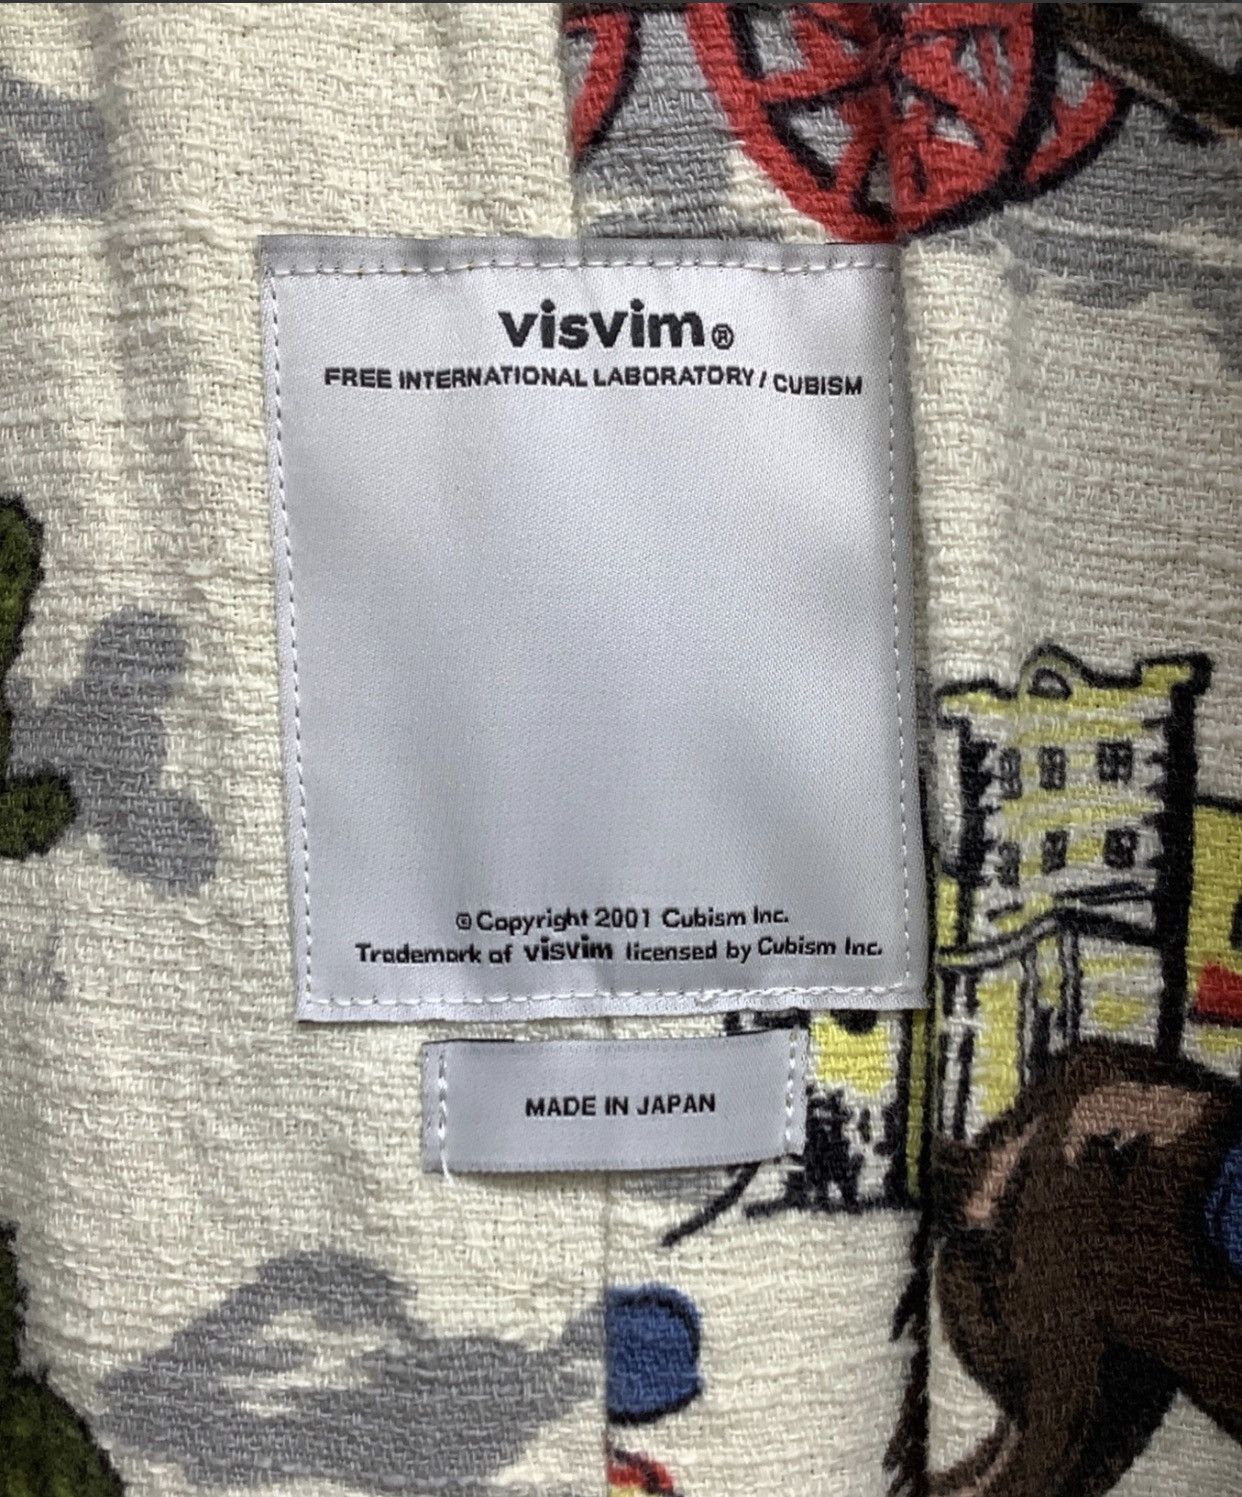 visvim®
FREE INTERNATIONAL LABORATORY / CUBISM
© Copyright 2001 Cubism Inc.
Trademark of visvim licensed by Cubism Inc.
MADE IN JAPAN